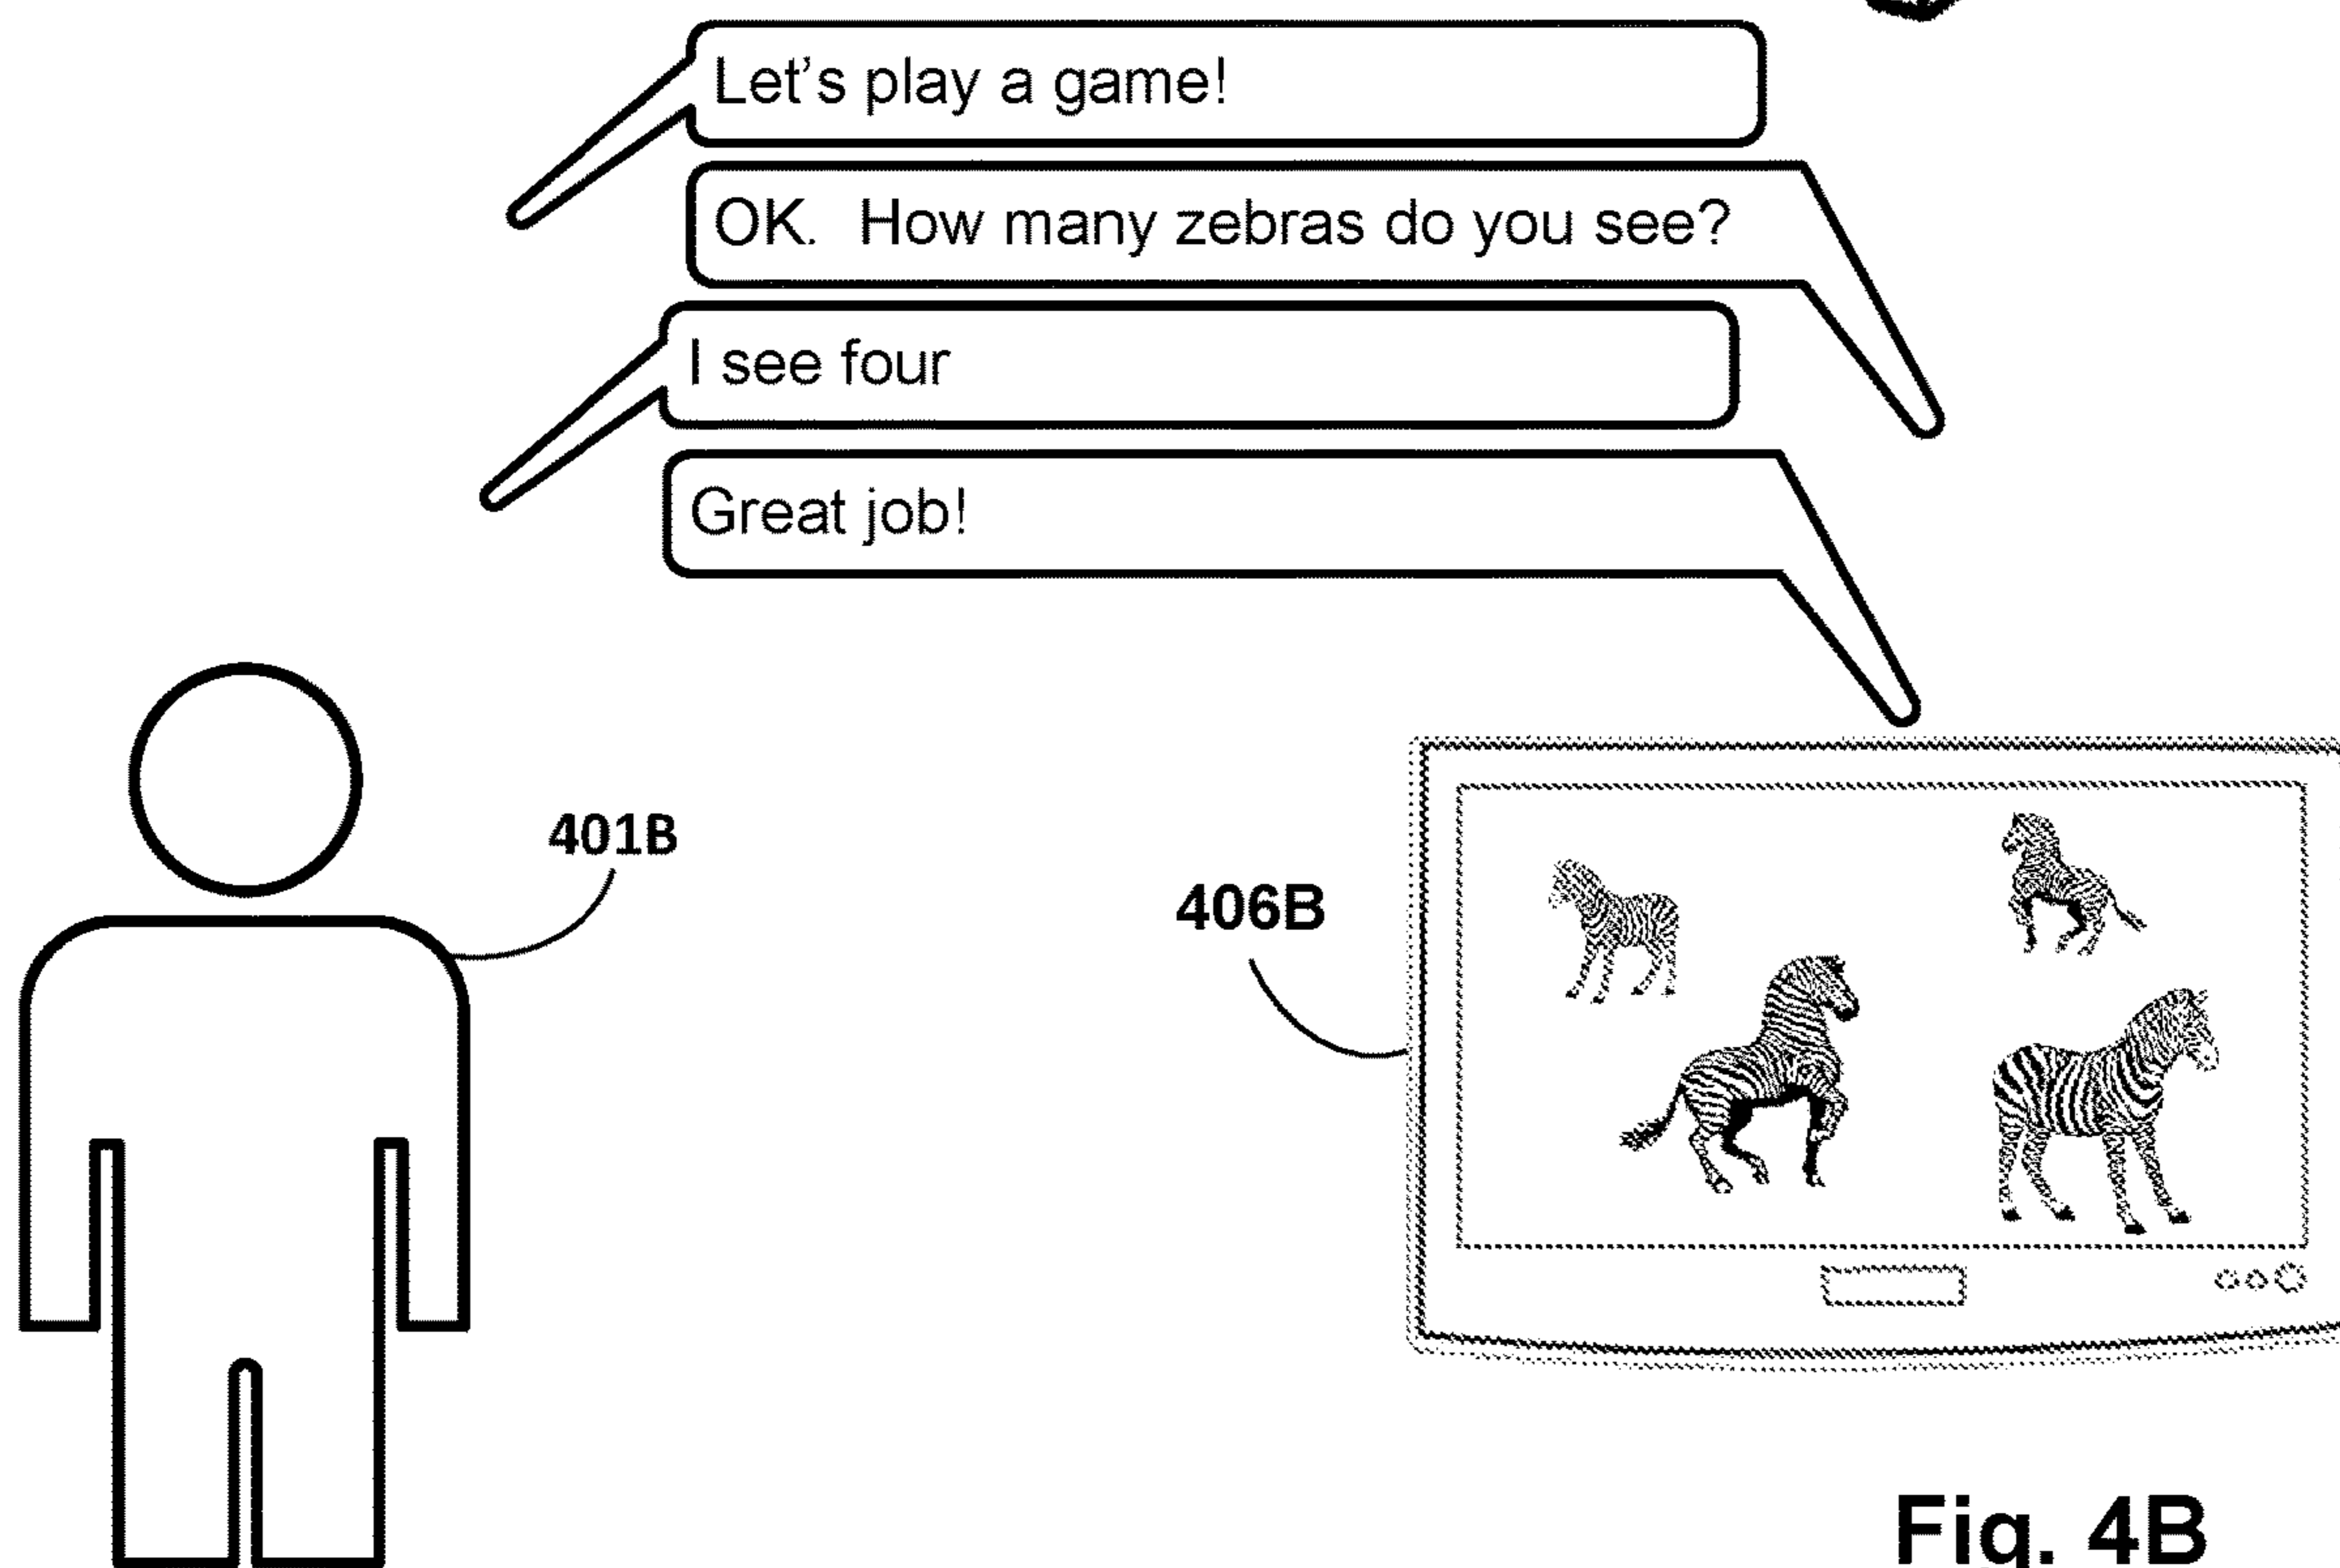 Let's play a game!
OK. How many zebras do you see?
I see four
Great job!
401B
406B
Fig. 4B